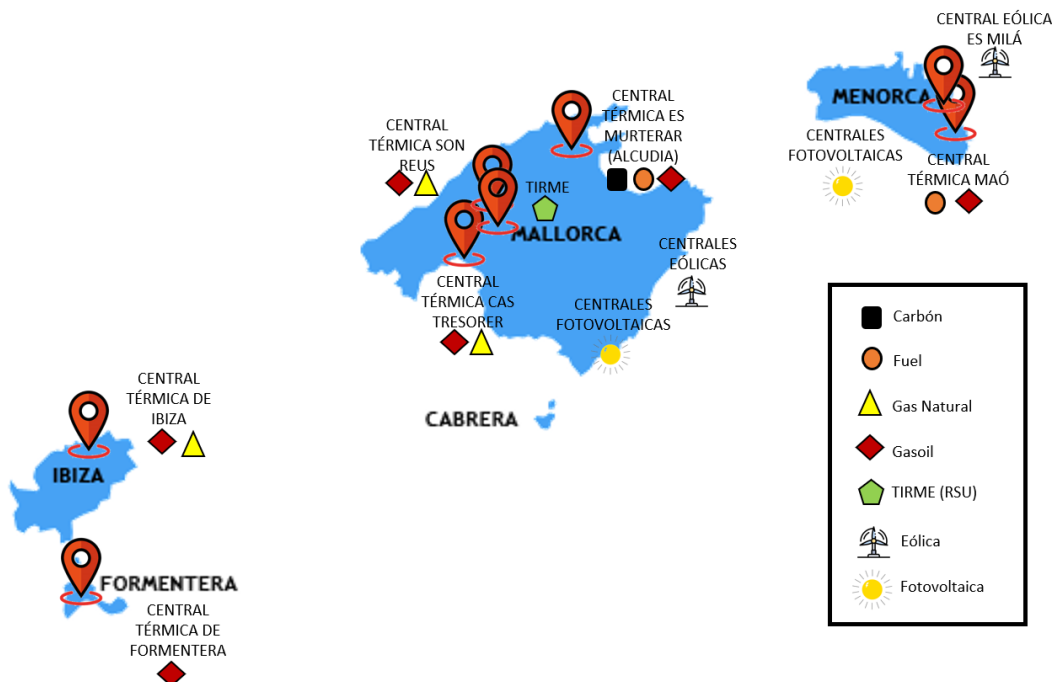 CENTRAL EÓLICA
ES MILÁ
MENORCA
CENTRALES
FOTOVOLTAICAS
CENTRAL
TÉRMICA MAÓ
CENTRAL
TÉRMICA ES
MURTERAR
(ALCUDIA)
CENTRAL
TÉRMICA SON
REUS
TIRME
MALLORCA
CENTRALES
EÓLICAS
CENTRAL
TÉRMICA CAS
TRESORER
CENTRALES
FOTOVOLTAICAS
CABRERA
CENTRAL
TÉRMICA DE
IBIZA
IBIZA
FORMENTERA
CENTRAL
TÉRMICA DE
FORMENTERA
Carbón
Fuel
Gas Natural
Gasoil
TIRME (RSU)
Eólica
Fotovoltaica